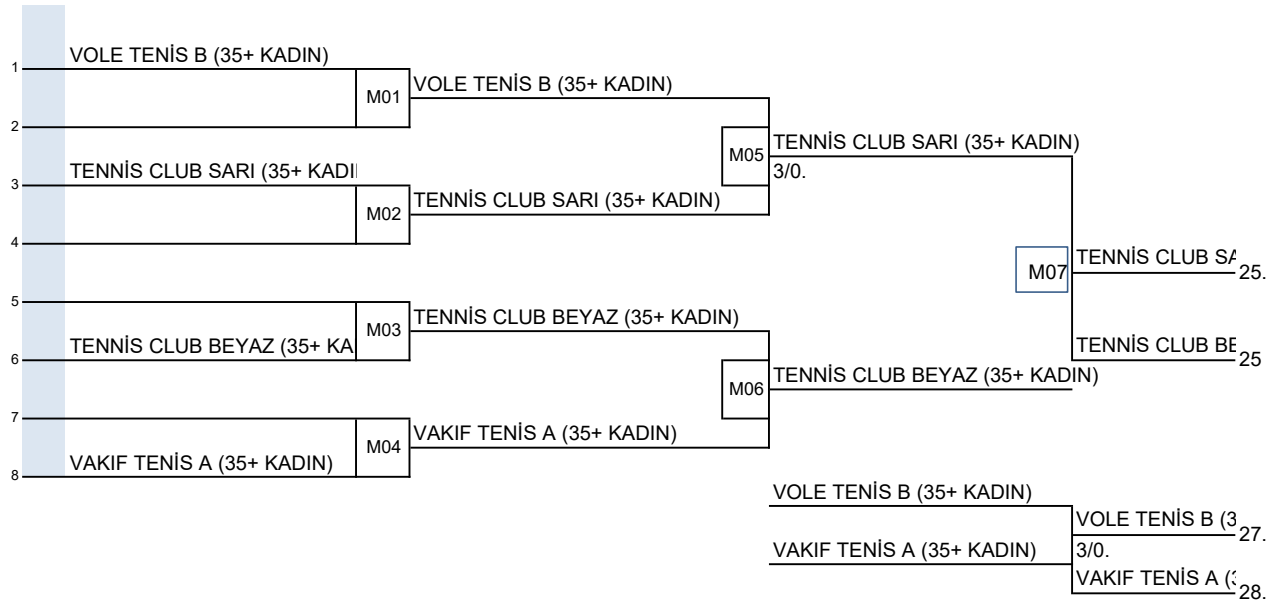 VOLE TENİS B (35+ KADIN)
1
M01
VOLE TENİS B (35+ KADIN)
2
M05
TENNİS CLUB SARI (35+ KADIN)
3/0.
TENNİS CLUB SARI (35+ KADI
3
M02
TENNİS CLUB SARI (35+ KADIN)
4
M07
TENNİS CLUB SA
25.
5
M03
TENNİS CLUB BEYAZ (35+ KADIN)
TENNİS CLUB BEYAZ (35+ KA
6
TENNİS CLUB BE
25
M06
TENNİS CLUB BEYAZ (35+ KADIN)
7
M04
VAKIF TENİS A (35+ KADIN)
VAKIF TENİS A (35+ KADIN)
8
VOLE TENİS B (35+ KADIN)
VOLE TENİS B (3
27.
VAKIF TENİS A (35+ KADIN)
3/0.
VAKIF TENİS A (3
28.